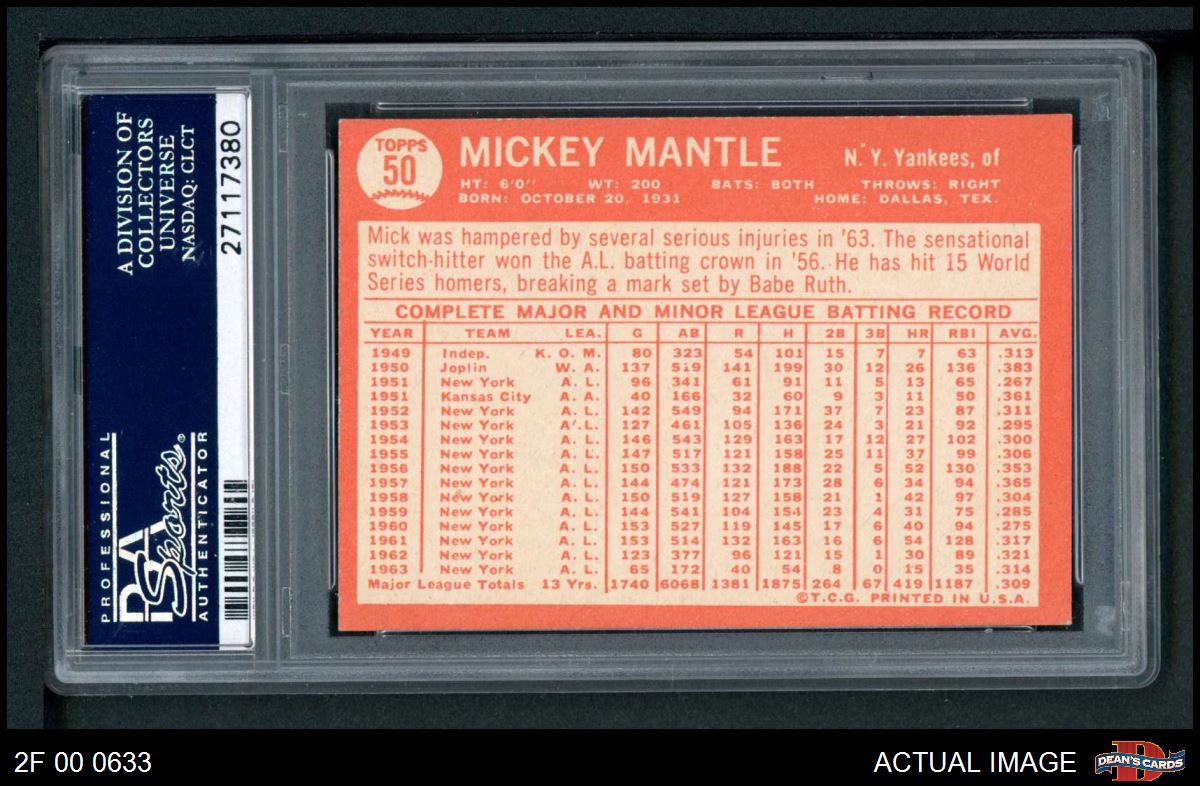 A DIVISION OF
COLLECTORS
UNIVERSE
NASDAQ: CLCT
27117380
PROFESSIONAL
PSA
Sports®
AUTHENTICATOR
TOPPS
50
MICKEY MANTLE
N. Y. Yankees, of
HT: 6'0" WT: 200 BATS: BOTH THROWS: RIGHT
BORN: OCTOBER 20, 1931 HOME: DALLAS, TEX.
Mick was hampered by several serious injuries in '63. The sensational
switch-hitter won the A.L. batting crown in '56. He has hit 15 World
Series homers, breaking a mark set by Babe Ruth.
COMPLETE MAJOR AND MINOR LEAGUE BATTING RECORD
YEAR TEAM LEA. G AB R H 2B 3B HR RBI AVG.
1949 Indep. K. O. M. 80 323 54 101 15 7 7 63 .313
1950 Joplin W. A. 137 519 141 199 30 12 26 136 .383
1951 New York A. L. 96 341 61 91 11 5 13 65 .267
1951 Kansas City A. A. 40 166 32 60 9 3 11 50 .361
1952 New York A. L. 142 549 94 171 37 7 23 87 .311
1953 New York A. L. 127 461 105 136 24 3 21 92 .295
1954 New York A. L. 146 543 129 163 17 12 27 102 .300
1955 New York A. L. 147 517 121 158 25 11 37 99 .306
1956 New York A. L. 150 533 132 188 22 5 52 130 .353
1957 New York A. L. 144 474 121 173 28 6 34 94 .365
1958 New York A. L. 150 519 127 158 21 1 42 97 .304
1959 New York A. L. 144 541 104 154 23 4 31 75 .285
1960 New York A. L. 153 527 119 145 17 6 40 94 .275
1961 New York A. L. 153 514 132 163 16 6 54 128 .317
1962 New York A. L. 123 377 96 121 15 1 30 89 .321
1963 New York A. L. 65 172 40 54 8 0 15 35 .314
Major League Totals 13 Yrs. 1740 6068 1381 1875 264 67 419 1187 .309
©T.C.G. PRINTED IN U.S.A.
2F 00 0633
ACTUAL IMAGE
D
DEAN'S CARDS